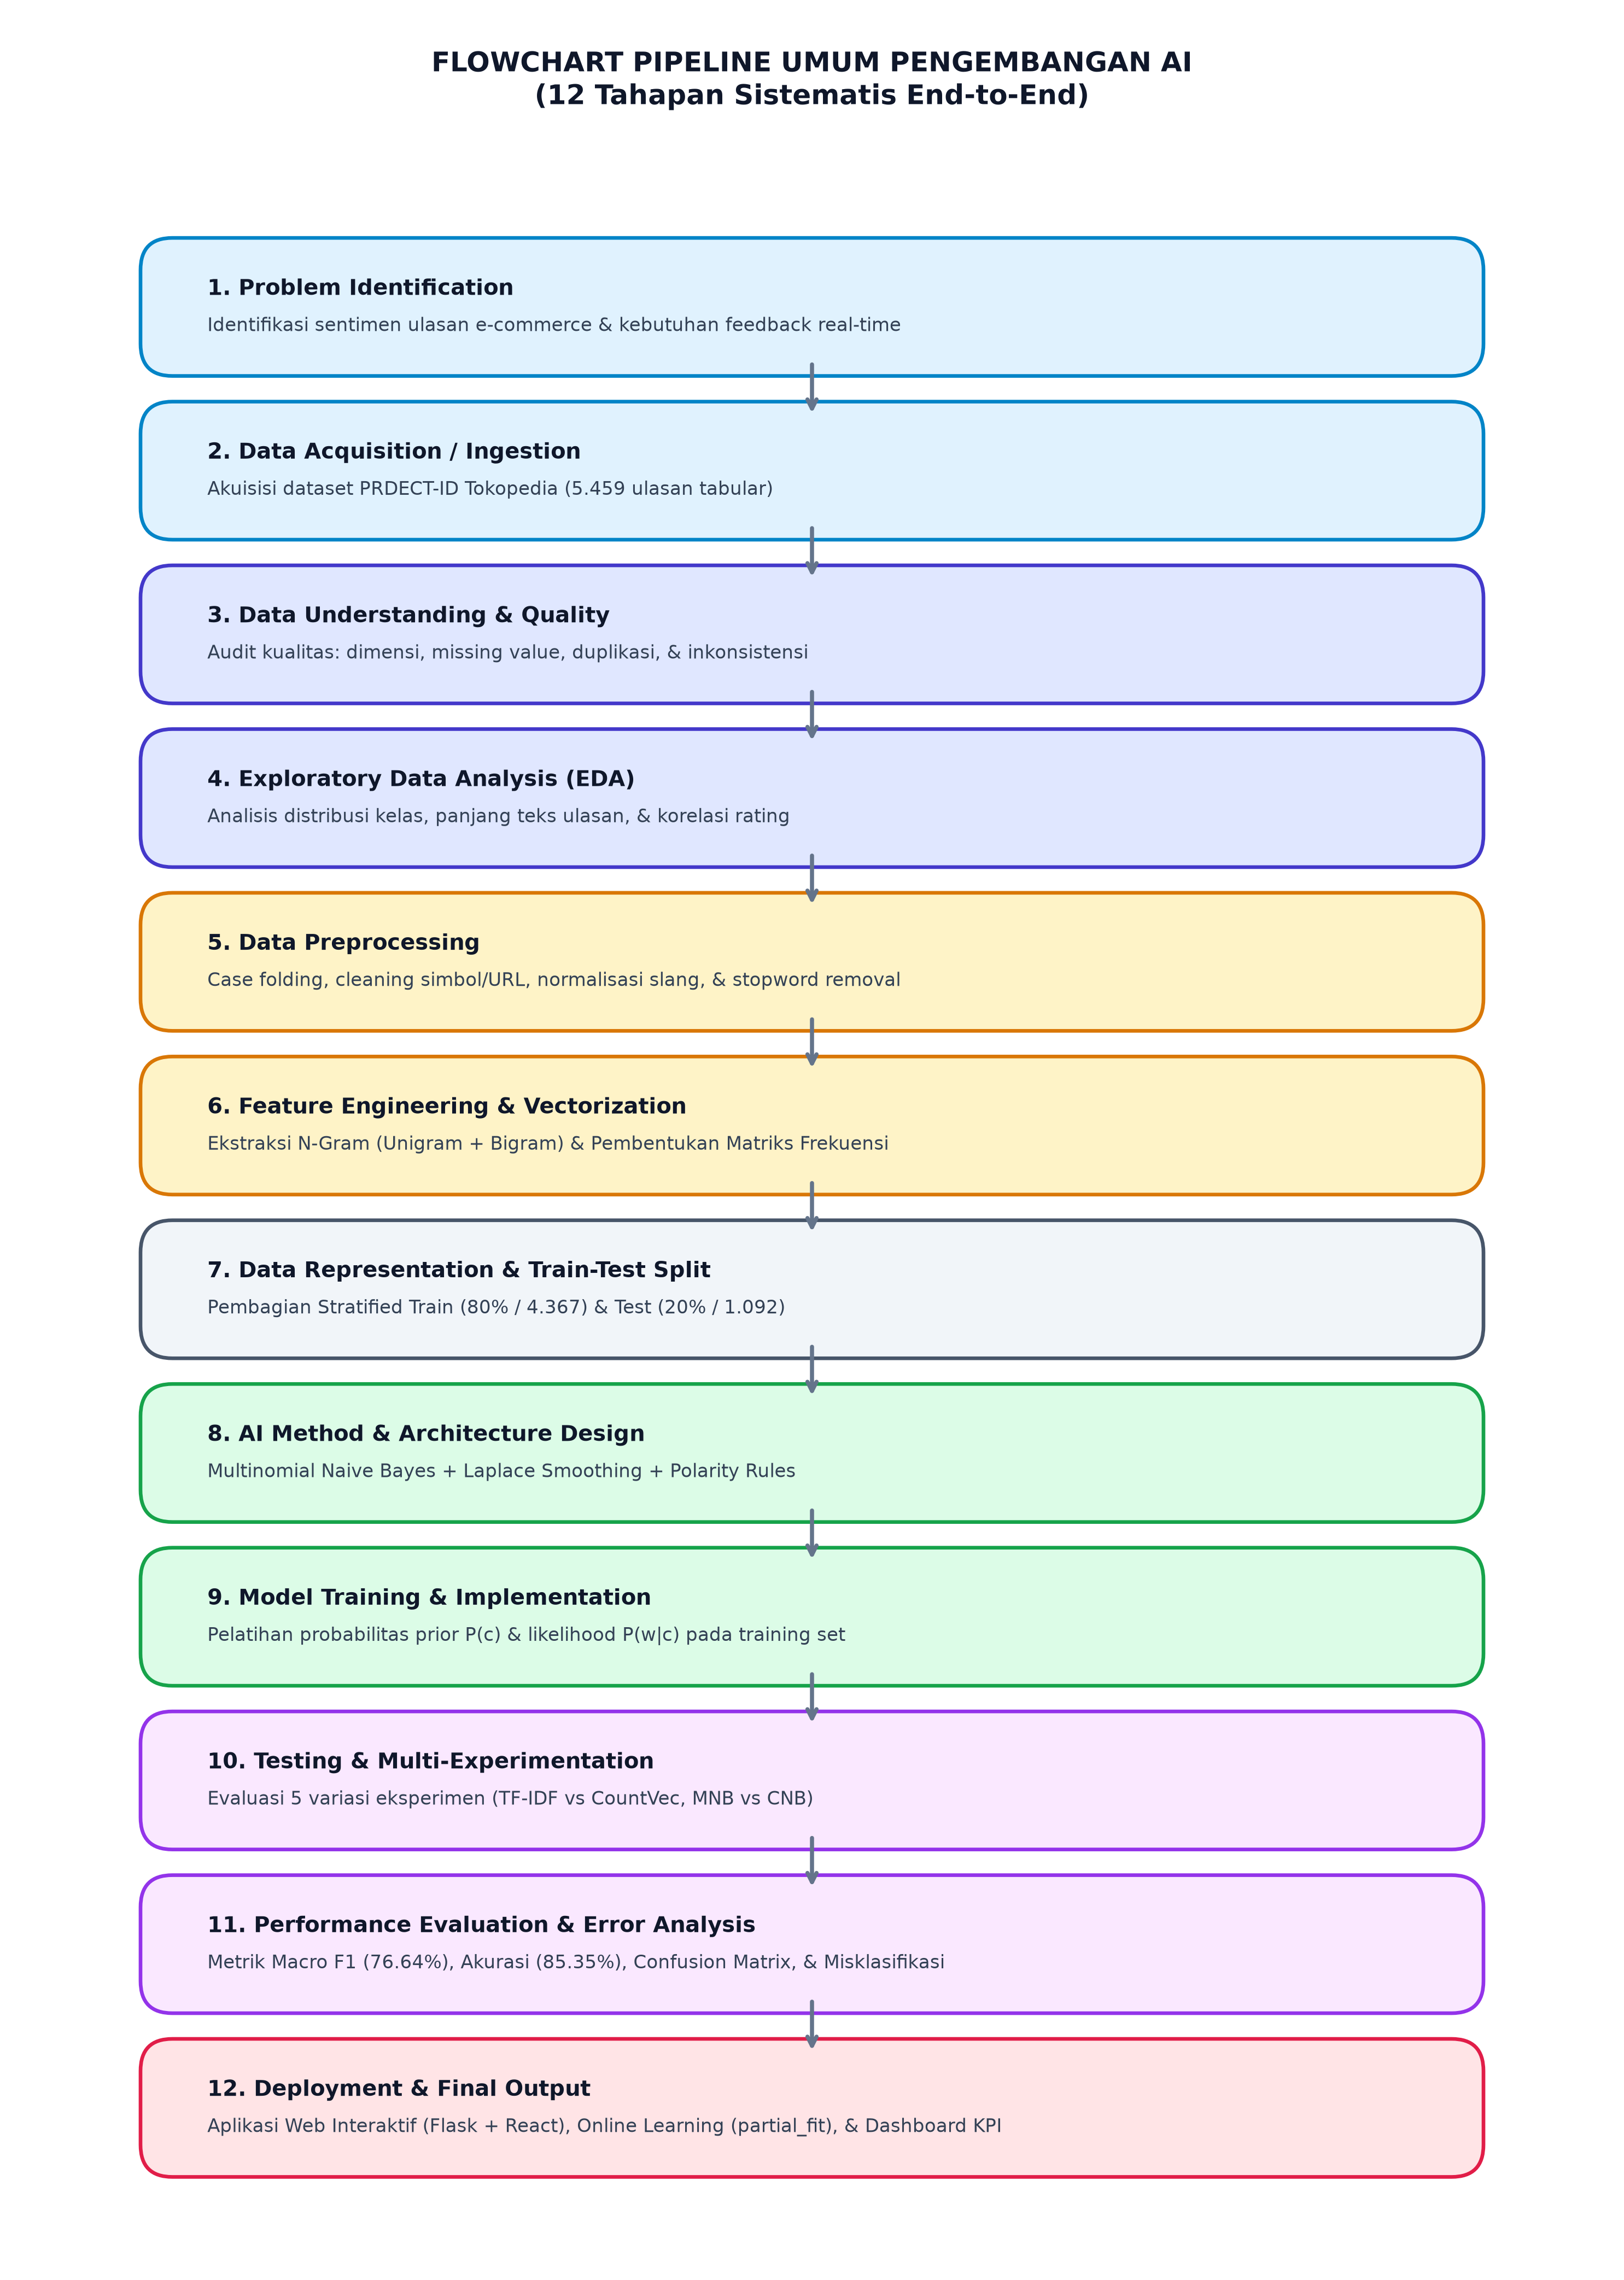 FLOWCHART PIPELINE UMUM PENGEMBANGAN AI
(12 Tahapan Sistematis End-to-End)
1. Problem Identification
Identifikasi sentimen ulasan e-commerce & kebutuhan feedback real-time
2. Data Acquisition / Ingestion
Akuisisi dataset PRDECT-ID Tokopedia (5.459 ulasan tabular)
3. Data Understanding & Quality
Audit kualitas: dimensi, missing value, duplikasi, & inkonsistensi
4. Exploratory Data Analysis (EDA)
Analisis distribusi kelas, panjang teks ulasan, & korelasi rating
5. Data Preprocessing
Case folding, cleaning simbol/URL, normalisasi slang, & stopword removal
6. Feature Engineering & Vectorization
Ekstraksi N-Gram (Unigram + Bigram) & Pembentukan Matriks Frekuensi
7. Data Representation & Train-Test Split
Pembagian Stratified Train (80% / 4.367) & Test (20% / 1.092)
8. AI Method & Architecture Design
Multinomial Naive Bayes + Laplace Smoothing + Polarity Rules
9. Model Training & Implementation
Pelatihan probabilitas prior P(c) & likelihood P(w|c) pada training set
10. Testing & Multi-Experimentation
Evaluasi 5 variasi eksperimen (TF-IDF vs CountVec, MNB vs CNB)
11. Performance Evaluation & Error Analysis
Metrik Macro F1 (76.64%), Akurasi (85.35%), Confusion Matrix, & Misklasifikasi
12. Deployment & Final Output
Aplikasi Web Interaktif (Flask + React), Online Learning (partial_fit), & Dashboard KPI